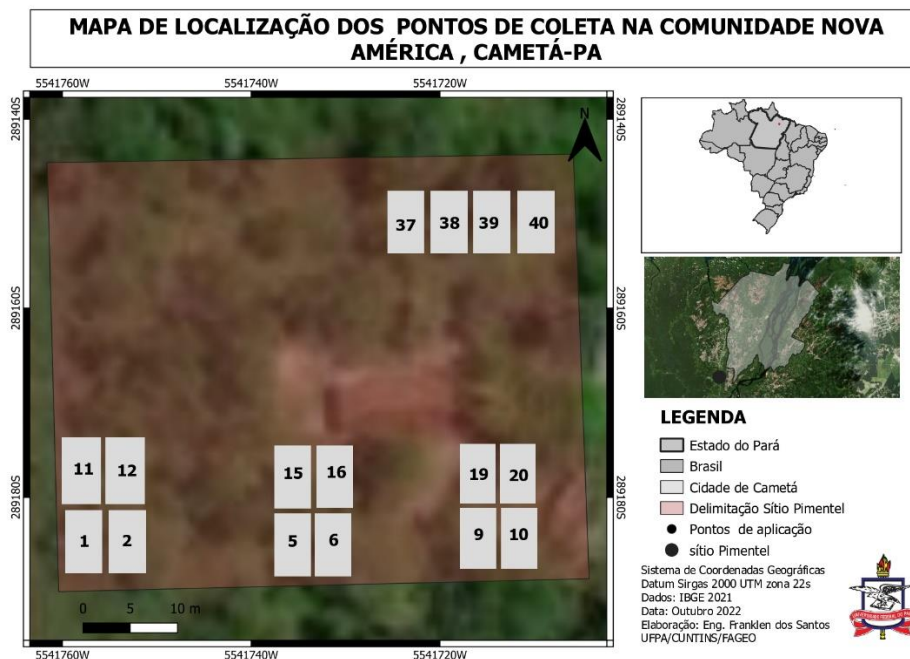 MAPA DE LOCALIZAÇÃO DOS PONTOS DE COLETA NA COMUNIDADE NOVA
AMÉRICA , CAMETÁ-PA
5541760W 5541740W 5541720W
289140S 289140S
N
37 38 39 40
289160S 289160S
11 12 15 16 19 20
289180S 289180S
1 2 5 6 9 10
0 5 10 m
5541760W 5541740W 5541720W
LEGENDA
Estado do Pará
Brasil
Cidade de Cametá
Delimitação Sítio Pimentel
Pontos de aplicação
sítio Pimentel
Sistema de Coordenadas Geográficas
Datum Sirgas 2000 UTM zona 22s
Dados: IBGE 2021
Data: Outubro 2022
Elaboração: Eng. Franklen dos Santos
UFPA/CUNTINS/FAGEO